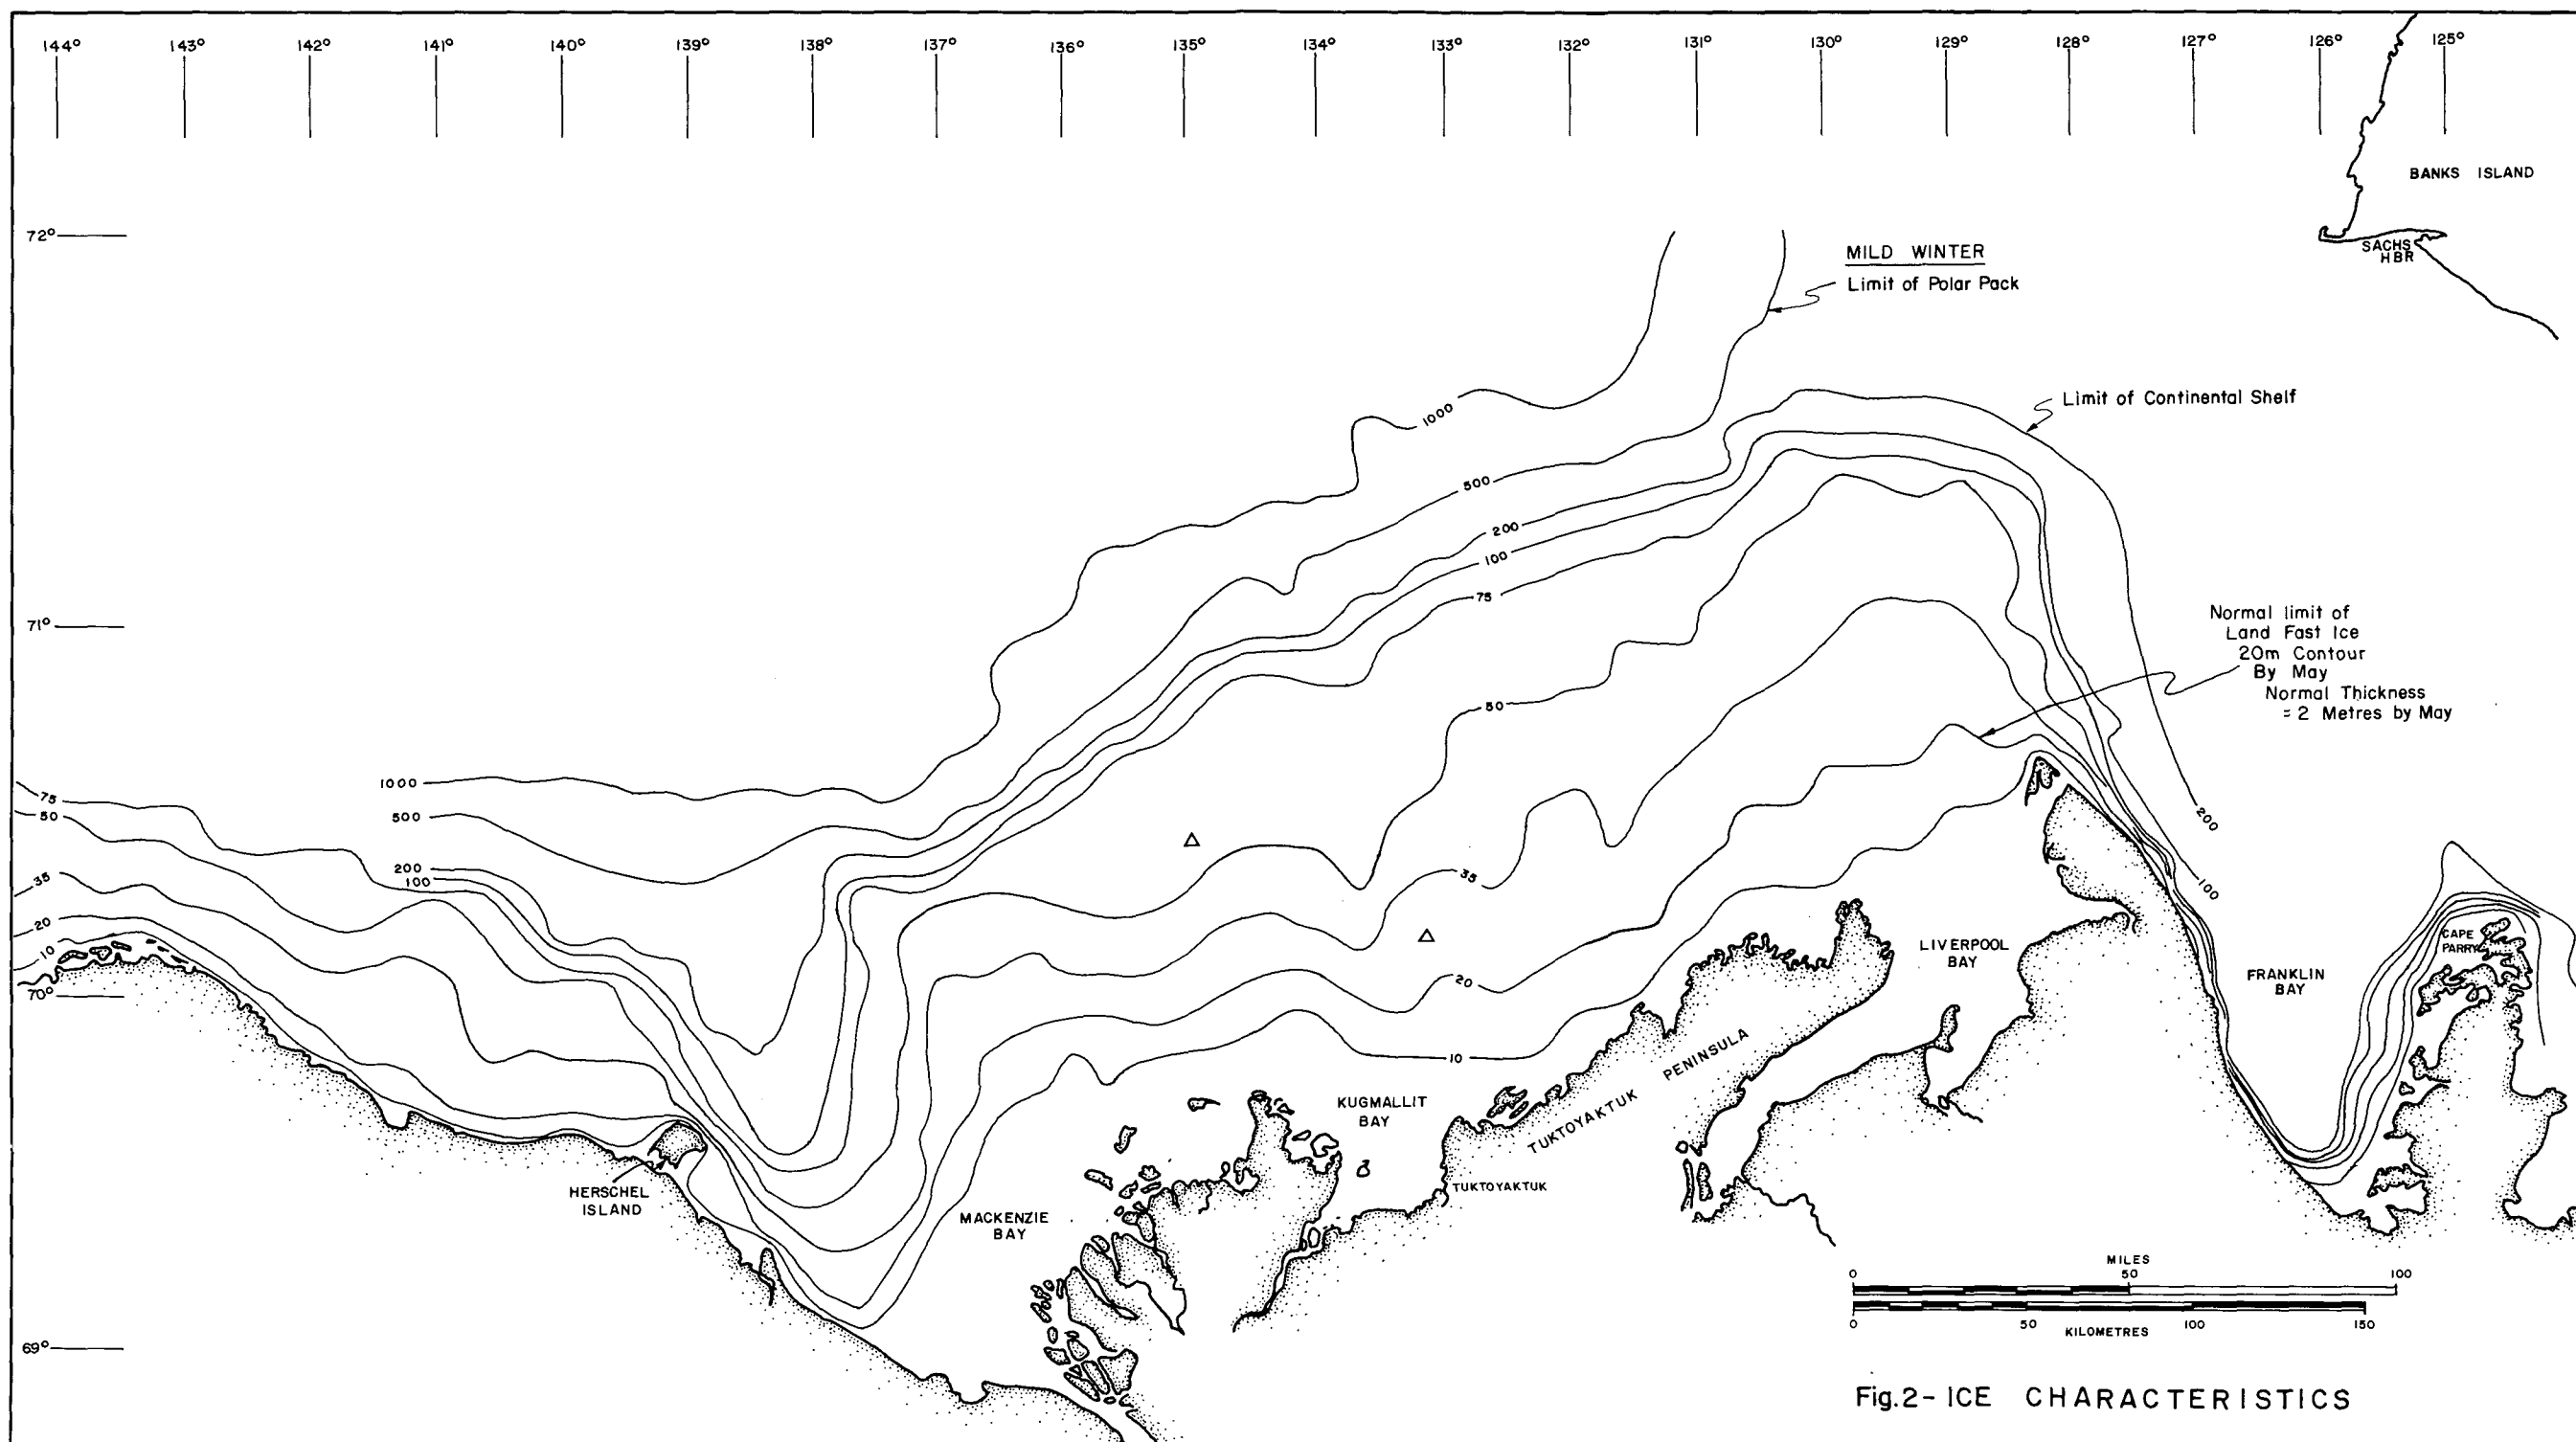 144° 143° 142° 141° 140° 139° 138° 137° 136° 135° 134° 133° 132° 131° 130° 129° 128° 127° 126° 125°
BANKS ISLAND
72°
SACHS
HBR
MILD WINTER
Limit of Polar Pack
Limit of Continental Shelf
1000
500
200
100
75
71°
Normal limit of
Land Fast Ice
20m Contour
By May
Normal Thickness
= 2 Metres by May
50
1000
500
200
100
75
50
35
20
10
35
20
10
200
100
70°
CAPE
PARRY
LIVERPOOL
BAY
FRANKLIN
BAY
TUKTOYAKTUK PENINSULA
KUGMALLIT
BAY
TUKTOYAKTUK
HERSCHEL
ISLAND
MACKENZIE
BAY
MILES
0 50 100
0 50 100 150
KILOMETRES
69°
Fig.2- ICE CHARACTERISTICS